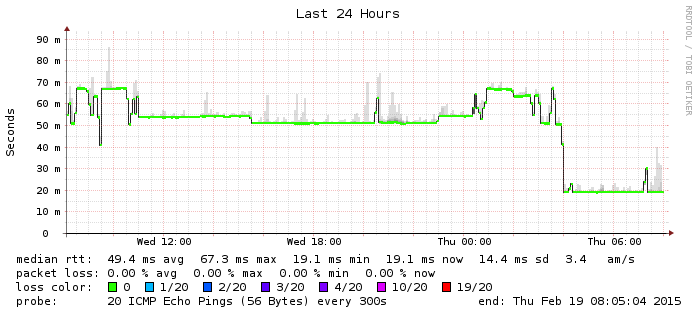 Last 24 Hours
RRDTOOL / TOBI OETIKER
Seconds
90 m
80 m
70 m
60 m
50 m
40 m
30 m
20 m
10 m
0
Wed 12:00 Wed 18:00 Thu 00:00 Thu 06:00
median rtt: 49.4 ms avg 67.3 ms max 19.1 ms min 19.1 ms now 14.4 ms sd 3.4 am/s
packet loss: 0.00 % avg 0.00 % max 0.00 % min 0.00 % now
loss color: 0 1/20 2/20 3/20 4/20 10/20 19/20
probe: 20 ICMP Echo Pings (56 Bytes) every 300s end: Thu Feb 19 08:05:04 2015